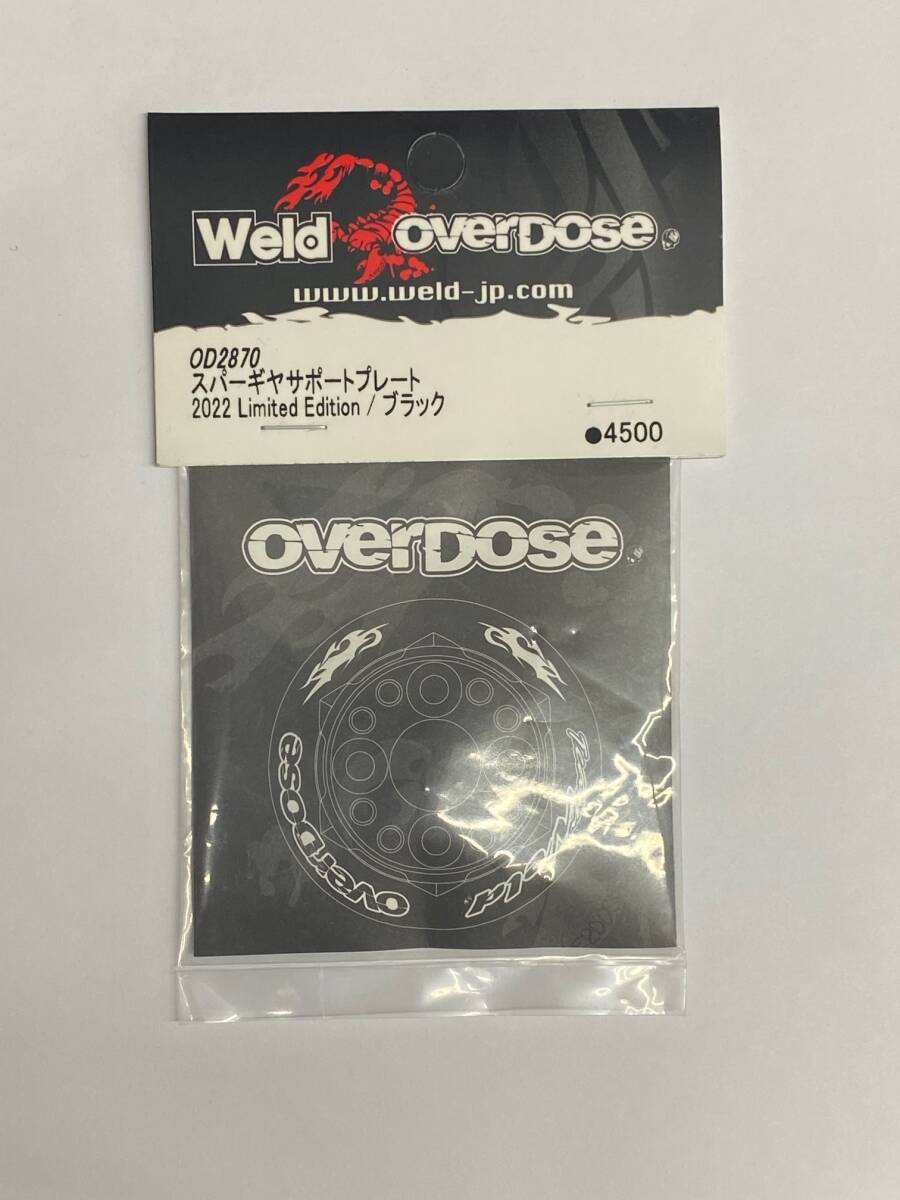 Weld OVERDOSE
www.weld-jp.com
OD2870
スパーギヤサポートプレート
2022 Limited Edition / ブラック
●4500
OVERDOSE
OverDose